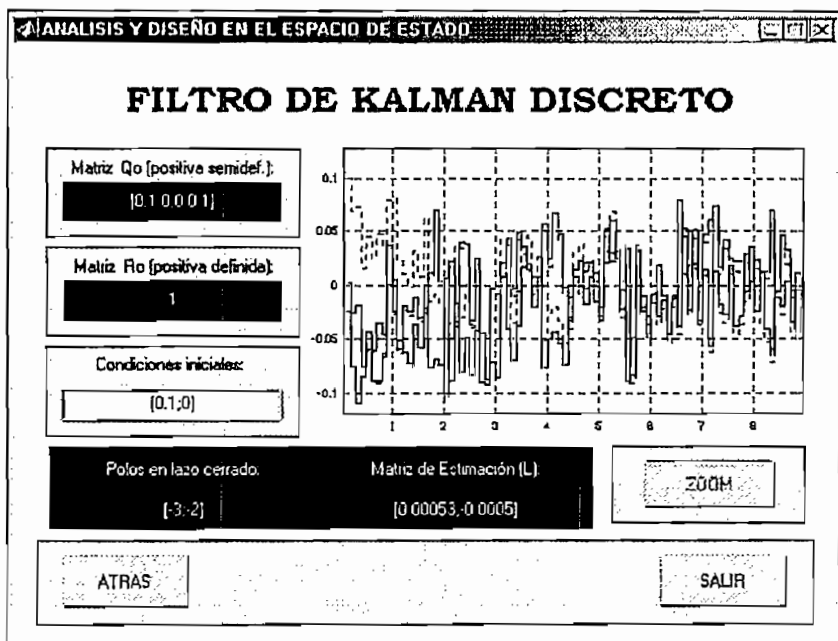 ANALISIS Y DISEÑO EN EL ESPACIO DE ESTADO
FILTRO DE KALMAN DISCRETO
Matriz Qo (positiva semidef.):
[0.1 0;0 0 1]
Matriz Ro (positiva definida):
1
Condiciones iniciales:
[0.1;0]
0.1
0.05
0
-0.05
-0.1
1 2 3 4 5 6 7 8
Polos en lazo cerrado:
[-3;-2]
Matriz de Estimación (L):
[0 00053,-0 0005]
ZOOM
ATRAS
SALIR